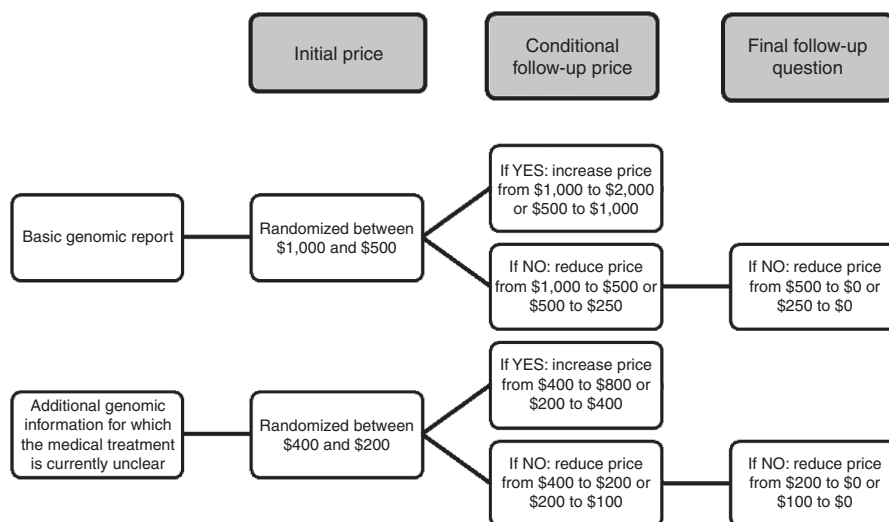 Initial price
Conditional
follow-up price
Final follow-up
question
Basic genomic report
Randomized between
$1,000 and $500
If YES: increase price
from $1,000 to $2,000
or $500 to $1,000
If NO: reduce price
from $1,000 to $500 or
$500 to $250
If NO: reduce price
from $500 to $0 or
$250 to $0
Additional genomic
information for which
the medical treatment
is currently unclear
Randomized between
$400 and $200
If YES: increase price
from $400 to $800 or
$200 to $400
If NO: reduce price
from $400 to $200 or
$200 to $100
If NO: reduce price
from $200 to $0 or
$100 to $0